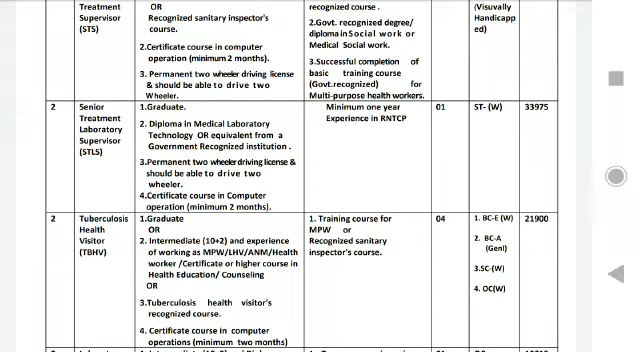 Treatment
Supervisor
(STS)
OR
Recognized sanitary inspector's
course.
2.Certificate course in computer
operation (minimum 2 months).
3. Permanent two wheeler driving license
& should be able to drive two
Wheeler.
recognized course .
2.Govt. recognized degree/
diploma in Social work or
Medical Social work.
3.Successful completion of
basic training course
(Govt.recognized) for
Multi-purpose health workers.
(Visuvally
Handicapp
ed)
2
Senior
Treatment
Laboratory
Supervisor
(STLS)
1.Graduate.
2. Diploma in Medical Laboratory
Technology OR equivalent from a
Government Recognized institution .
3.Permanent two wheeler driving license &
should be able to drive two
wheeler.
4.Certificate course in Computer
operation (minimum 2 months).
Minimum one year
Experience in RNTCP
01
ST- (W)
33975
2
Tuberculosis
Health
Visitor
(TBHV)
1.Graduate
OR
2. Intermediate (10+2) and experience
of working as MPW/LHV/ANM/Health
worker /Certificate or higher course in
Health Education/ Counseling
OR
3.Tuberculosis health visitor's
recognized course.
4. Certificate course in computer
operations (minimum two months)
1. Training course for
MPW or
Recognized sanitary
inspector's course.
04
1. BC-E (W)
2. BC-A
(Genl)
3.SC-(W)
4. OC(W)
21900